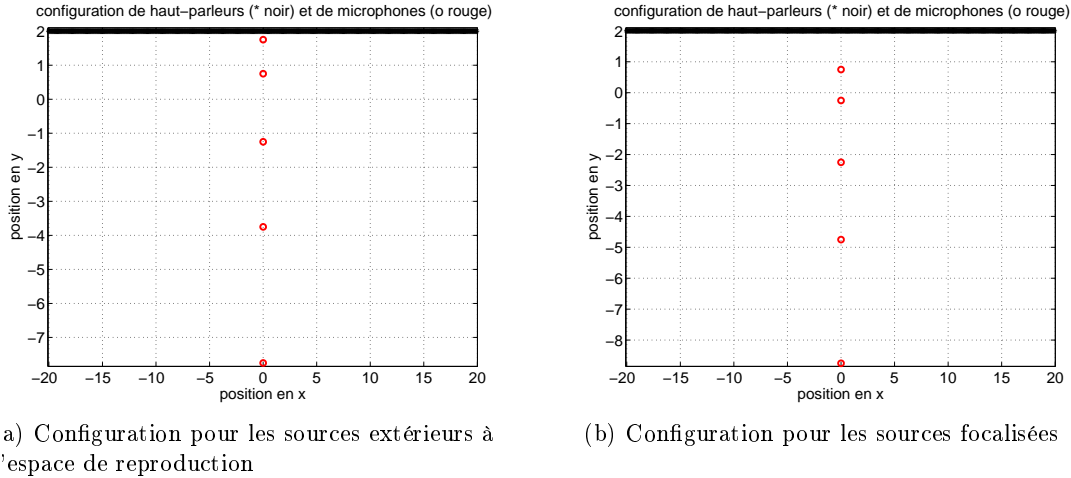 configuration de haut−parleurs (* noir) et de microphones (o rouge)
2
1
0
−1
−2
−3
−4
−5
−6
−7
position en y
−20 −15 −10 −5 0 5 10 15 20
position en x
a) Configuration pour les sources extérieurs à
'espace de reproduction
configuration de haut−parleurs (* noir) et de microphones (o rouge)
2
1
0
−1
−2
−3
−4
−5
−6
−7
−8
position en y
−20 −15 −10 −5 0 5 10 15 20
position en x
(b) Configuration pour les sources focalisées